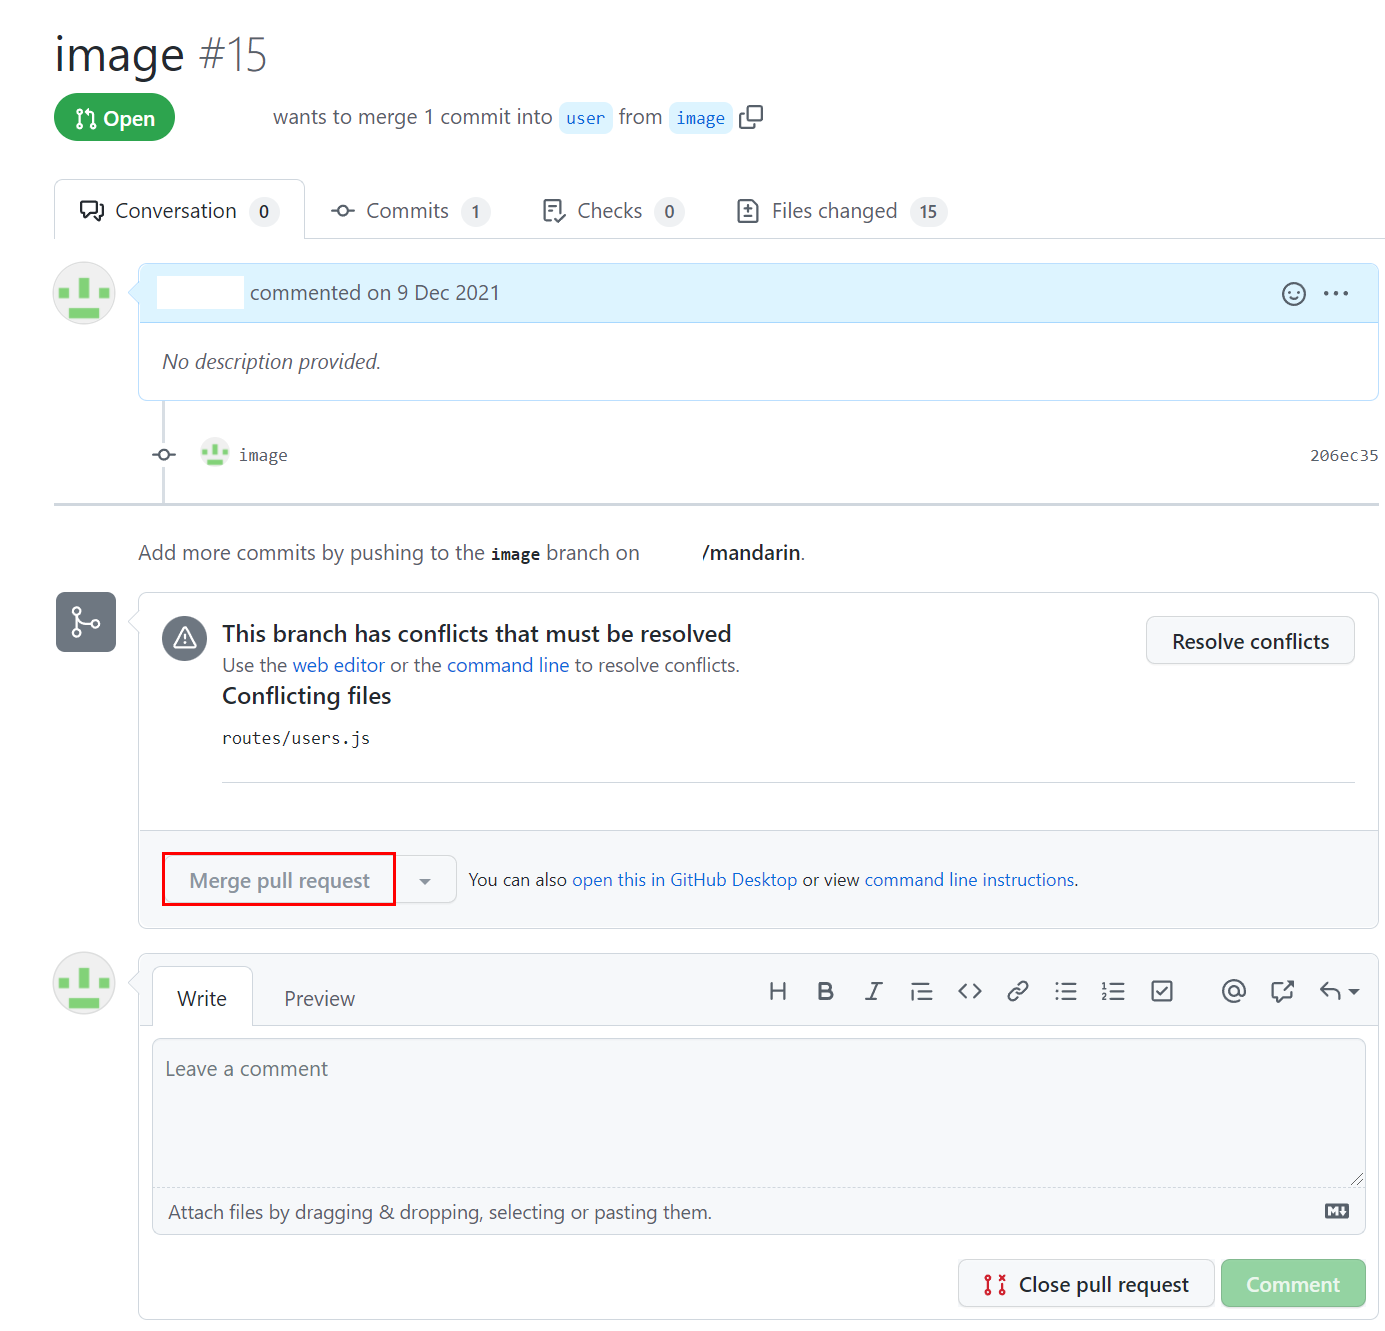 image #15
Open wants to merge 1 commit into user from image
Conversation 0 Commits 1 Checks 0 Files changed 15
commented on 9 Dec 2021
No description provided.
image 206ec35
Add more commits by pushing to the image branch on /mandarin.
This branch has conflicts that must be resolved
Resolve conflicts
Use the web editor or the command line to resolve conflicts.
Conflicting files
routes/users.js
Merge pull request You can also open this in GitHub Desktop or view command line instructions.
Write Preview
Leave a comment
Attach files by dragging & dropping, selecting or pasting them.
Close pull request Comment